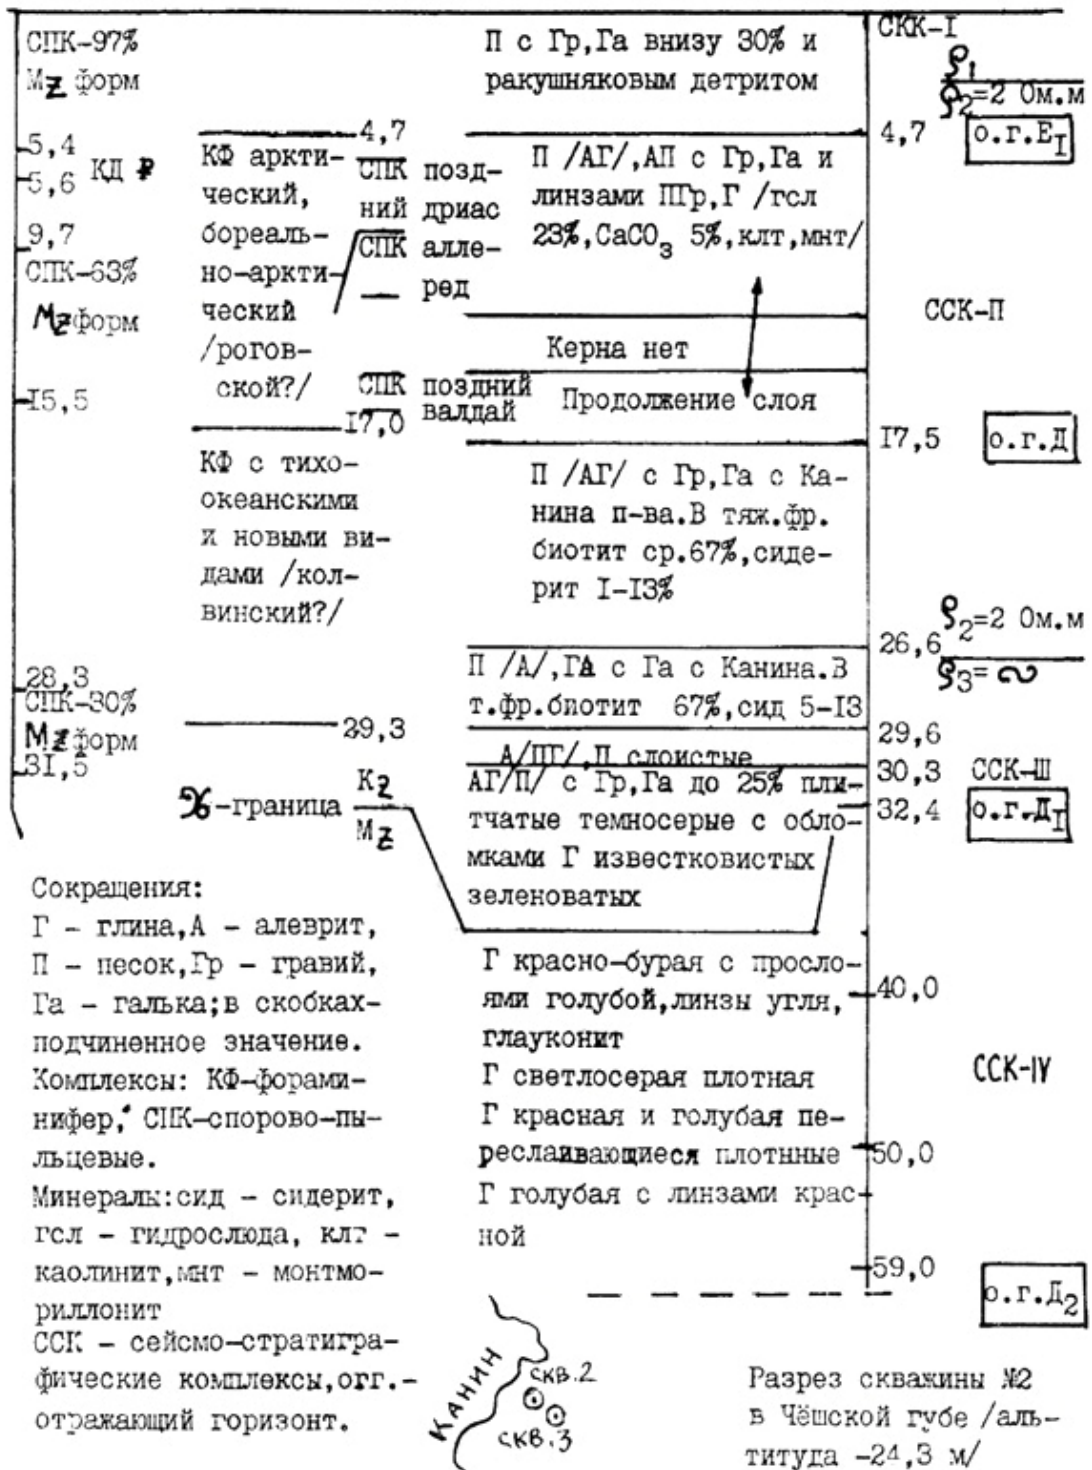 СПК-97%
Mz форм
5,4
5,6 КД
9,7
СПК-63%
Mz форм
15,5
28,3
СПК-30%
Mz форм
31,5
КФ аркти-
ческий,
бореаль-
но-аркти-
ческий
/рогов-
ской?/
КФ с тихо-
океанскими
и новыми ви-
дами /кол-
винский?/
-граница Kz
Mz
4,7
СПК позд-
ний дриас
СПК алле-
ред
СПК поздний
валдай
17,0
29,3
П с Гр,Га внизу 30% и
ракушняковым детритом
П /АГ/,АП с Гр,Га и
линзами ПГр,Г /гсл
23%,CaCO3 5%,клт,мнт/
Керна нет
Продолжение слоя
П /АГ/ с Гр,Га с Ка-
нина п-ва.В тяж.фр.
биотит ср.67%,сиде-
рит I-I3%
П /А/,ГА с Га с Канина.В
т.фр.биотит 67%,сид 5-I3
А/ПГ/,П слоистые
АГ/П/ с Гр,Га до 25% пли-
тчатые темносерые с обло-
мками Г известковистых
зеленоватых
Г красно-бурая с просло-
ями голубой,линзы угля,
глауконит
Г светлосерая плотная
Г красная и голубая пе-
реслаивающиеся плотнные
Г голубая с линзами крас-
ной
СКК-I
ρ1
ρ2=2 Ом.м
4,7 о.г.Е1
ССК-П
I7,5 о.г.Д
ρ2=2 Ом.м
26,6
ρ3=∞
29,6
30,3 ССК-Ш
32,4 о.г.Д1
40,0
ССК-IV
50,0
59,0
о.г.Д2
Сокращения:
Г - глина,А - алеврит,
П - песок,Гр - гравий,
Га - галька;в скобках-
подчиненное значение.
Комплексы: КФ-форами-
нифер, СПК-спорово-пы-
льцевые.
Минералы:сид - сидерит,
гсл - гидрослюда, клт -
каолинит,мнт - монтмо-
риллонит
ССК - сейсмо-стратигра-
фические комплексы,огг.-
отражающий горизонт.
КАНИН
скв.2
скв.3
Разрез скважины №2
в Чёшской губе /аль-
титуда -24,3 м/